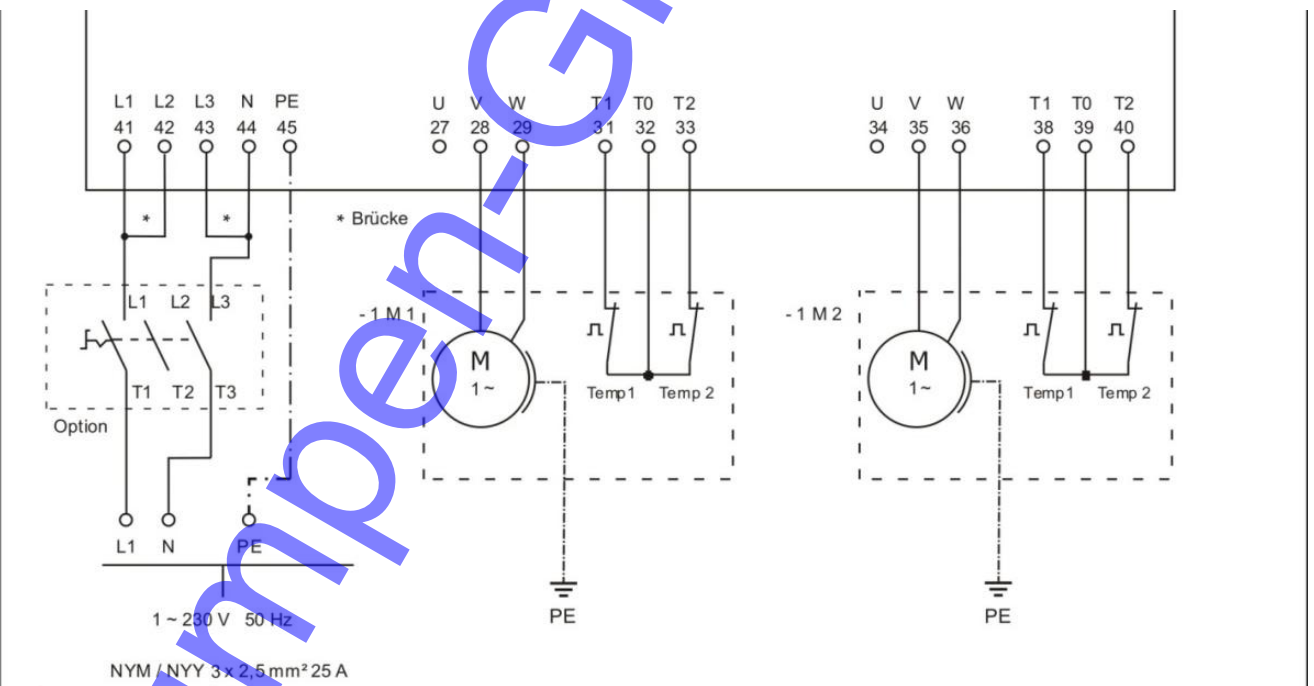 L1 L2 L3 N PE U V W T1 T0 T2 U V W T1 T0 T2
41 42 43 44 45 27 28 29 31 32 33 34 35 36 38 39 40
* * * Brücke
L1 L2 L3
- 1 M 1
- 1 M 2
M
1~
M
1~
T1 T2 T3
Temp1 Temp 2
Temp1 Temp 2
Option
L1 N PE
PE
PE
1 ~ 230 V 50 Hz
NYM / NYY 3 x 2,5 mm² 25 A